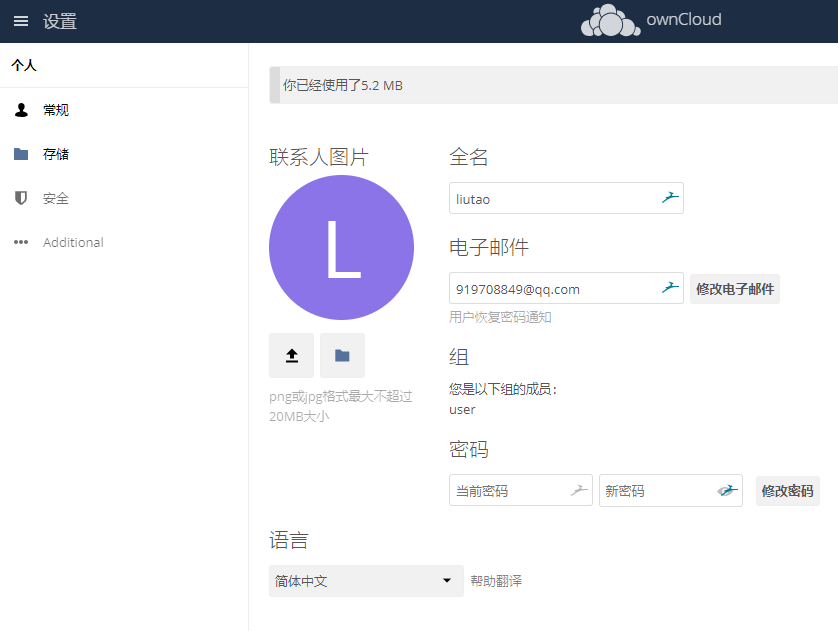 设置
ownCloud
个人
常规
存储
安全
Additional
你已经使用了5.2 MB
联系人图片
L
png或jpg格式最大不超过
20MB大小
全名
liutao
电子邮件
919708849@qq.com
修改电子邮件
用户恢复密码通知
组
您是以下组的成员：
user
密码
当前密码
新密码
修改密码
语言
简体中文
帮助翻译